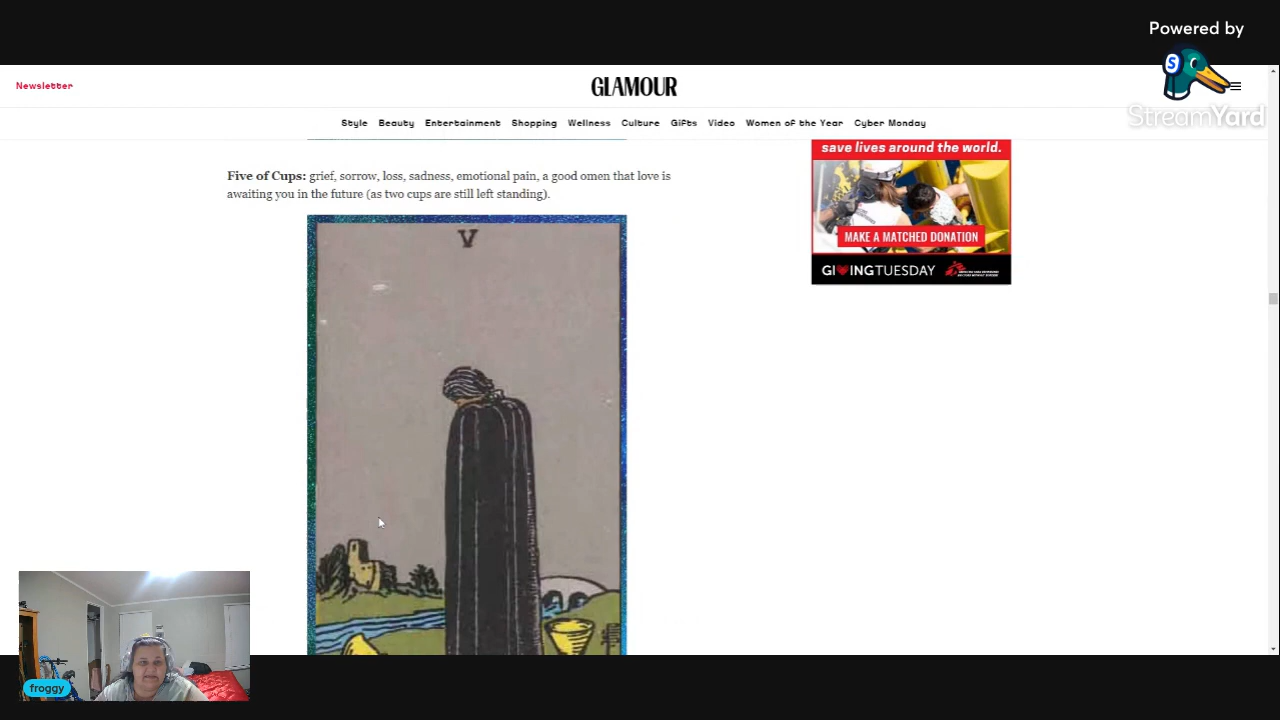 Powered by
StreamYard
Newsletter
GLAMOUR
Style Beauty Entertainment Shopping Wellness Culture Gifts Video Women of the Year Cyber Monday
Five of Cups: grief, sorrow, loss, sadness, emotional pain, a good omen that love is
awaiting you in the future (as two cups are still left standing).
save lives around the world.
MAKE A MATCHED DONATION
GIVINGTUESDAY
V
froggy